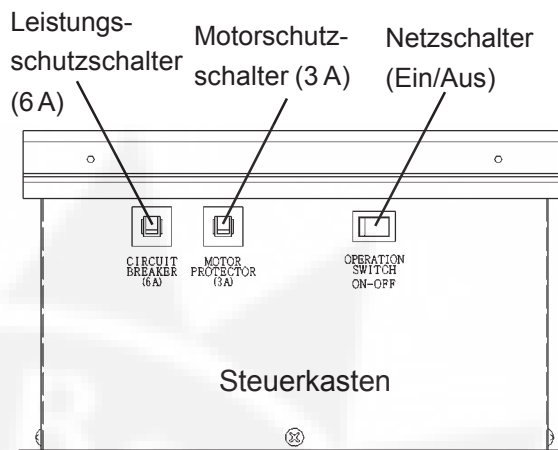 Leistungs-
schutzschalter
(6 A)
Motorschutz-
schalter (3 A)
Netzschalter
(Ein/Aus)
CIRCUIT
BREAKER
(6A)
MOTOR
PROTECTOR
(3A)
OPERATION
SWITCH
ON-OFF
Steuerkasten